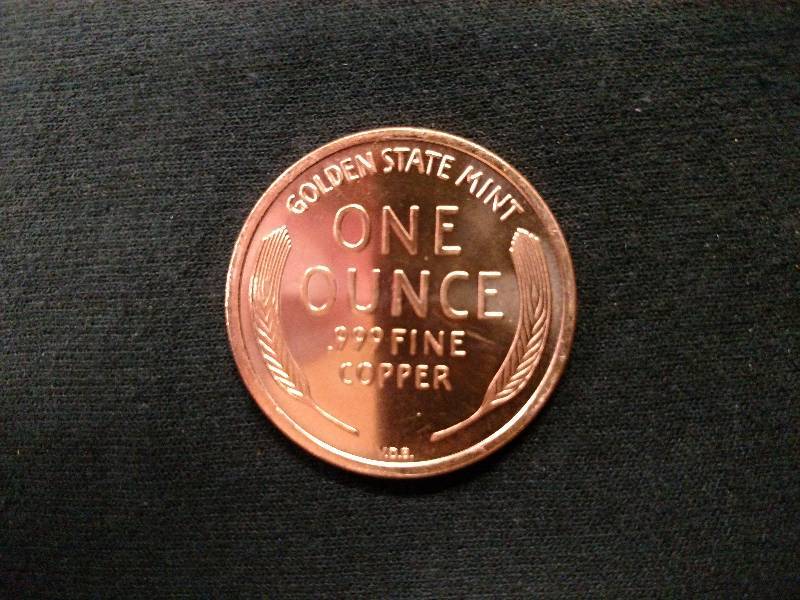 GOLDEN STATE MINT
ONE
OUNCE
.999 FINE
COPPER